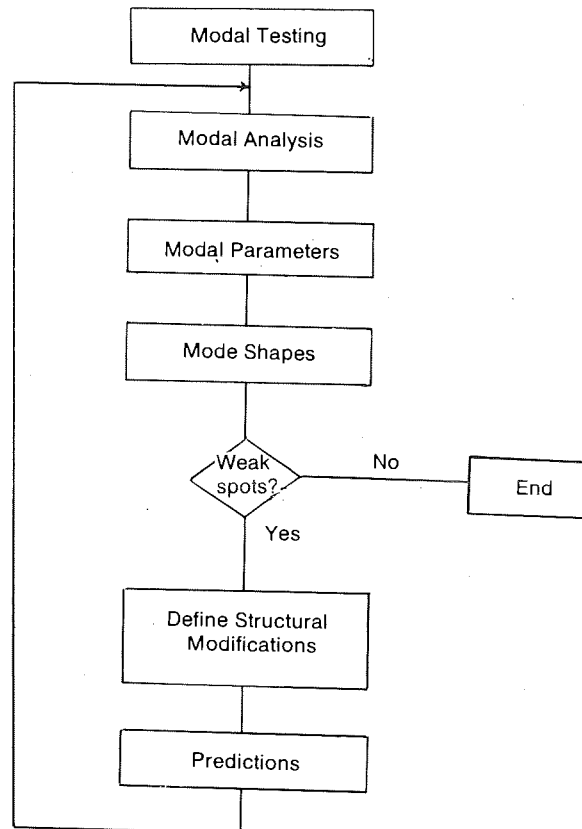 Modal Testing
Modal Analysis
Modal Parameters
Mode Shapes
Weak
spots?
No
End
Yes
Define Structural
Modifications
Predictions